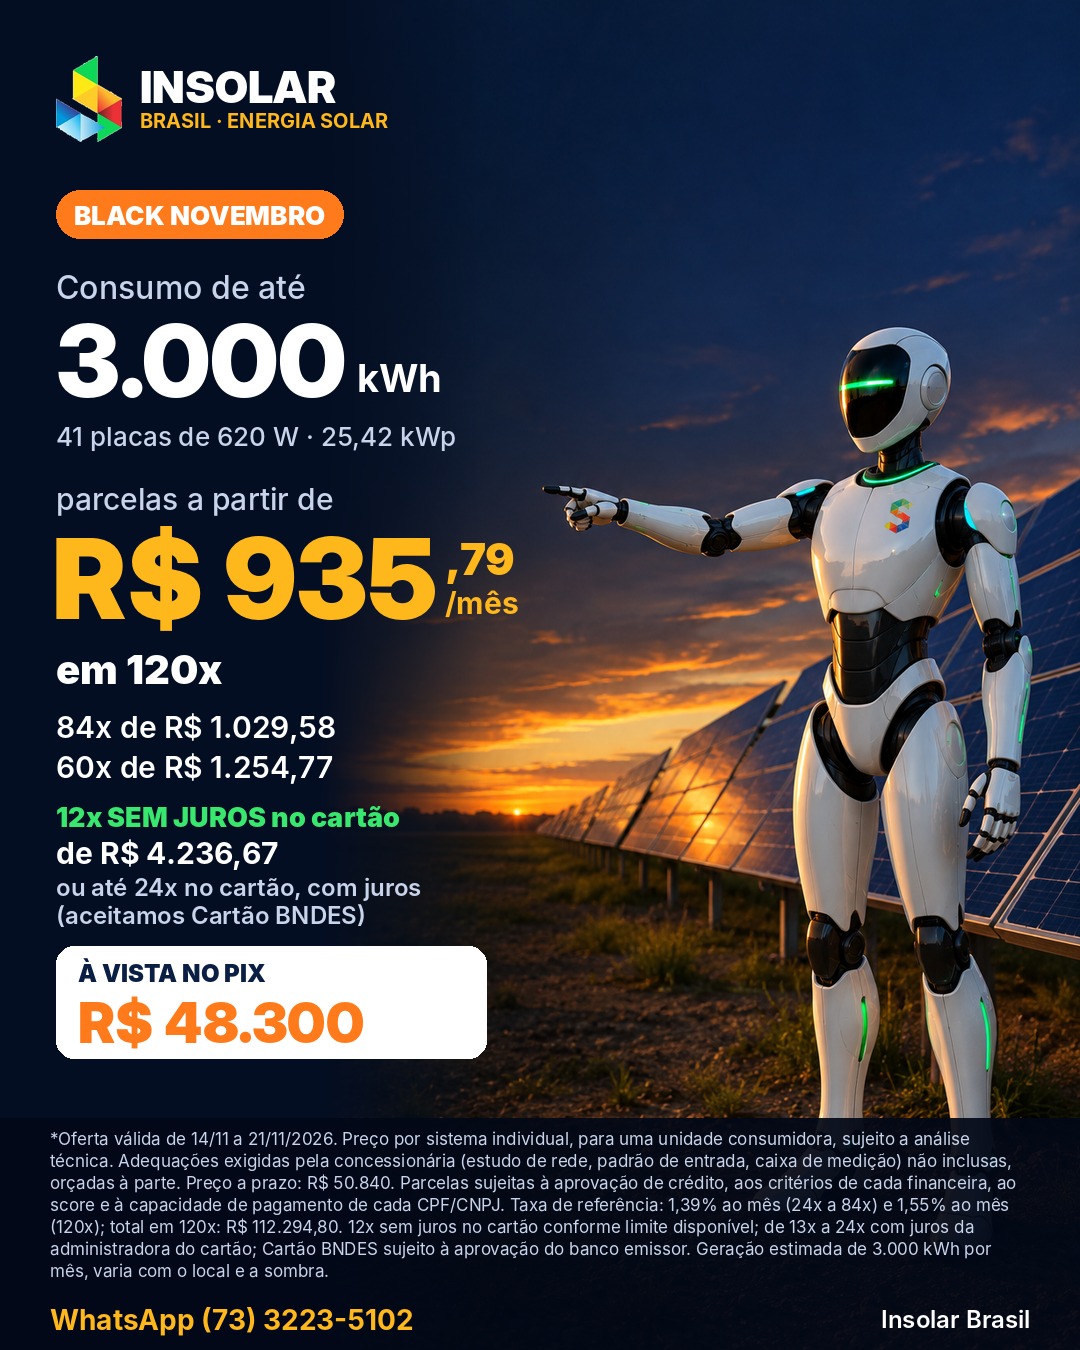 INSOLAR
BRASIL · ENERGIA SOLAR
BLACK NOVEMBRO
Consumo de até
3.000 kWh
41 placas de 620 W · 25,42 kWp
parcelas a partir de
R$ 935,79/mês
em 120x
84x de R$ 1.029,58
60x de R$ 1.254,77
12x SEM JUROS no cartão
de R$ 4.236,67
ou até 24x no cartão, com juros
(aceitamos Cartão BNDES)
À VISTA NO PIX
R$ 48.300
*Oferta válida de 14/11 a 21/11/2026. Preço por sistema individual, para uma unidade consumidora, sujeito a análise
técnica. Adequações exigidas pela concessionária (estudo de rede, padrão de entrada, caixa de medição) não inclusas,
orçadas à parte. Preço a prazo: R$ 50.840. Parcelas sujeitas à aprovação de crédito, aos critérios de cada financeira, ao
score e à capacidade de pagamento de cada CPF/CNPJ. Taxa de referência: 1,39% ao mês (24x a 84x) e 1,55% ao mês
(120x); total em 120x: R$ 112.294,80. 12x sem juros no cartão conforme limite disponível; de 13x a 24x com juros da
administradora do cartão; Cartão BNDES sujeito à aprovação do banco emissor. Geração estimada de 3.000 kWh por
mês, varia com o local e a sombra.
WhatsApp (73) 3223-5102
Insolar Brasil